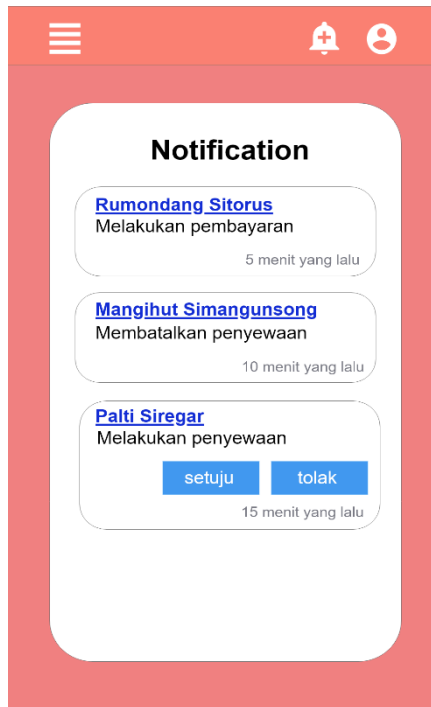 Notification
Rumondang Sitorus
Melakukan pembayaran
5 menit yang lalu
Mangihut Simangunsong
Membatalkan penyewaan
10 menit yang lalu
Palti Siregar
Melakukan penyewaan
setuju tolak
15 menit yang lalu